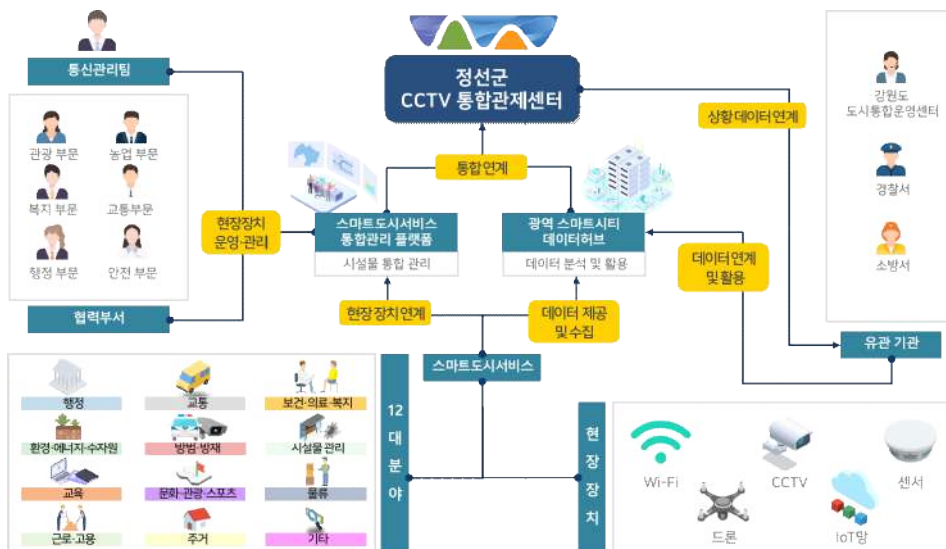 통신관리팀
관광 부문
농업 부문
복지 부문
교통부문
행정 부문
안전 부문
협력부서
현장장치
운영·관리
정선군
CCTV 통합관제센터
통합연계
스마트도시서비스
통합관리 플랫폼
시설물 통합 관리
광역 스마트시티
데이터허브
데이터 분석 및 활용
현장 장치 연계
데이터 제공
및 수집
스마트도시서비스
상황 데이터 연계
데이터 연계
및 활용
강원도
도시통합운영센터
경찰서
소방서
유관 기관
행정
교통
보건·의료·복지
환경·에너지·수자원
방범·방재
시설물 관리
교육
문화·관광·스포츠
물류
근로·고용
주거
기타
12
대
분
야
현
장
장
치
Wi-Fi
드론
CCTV
IoT망
센서